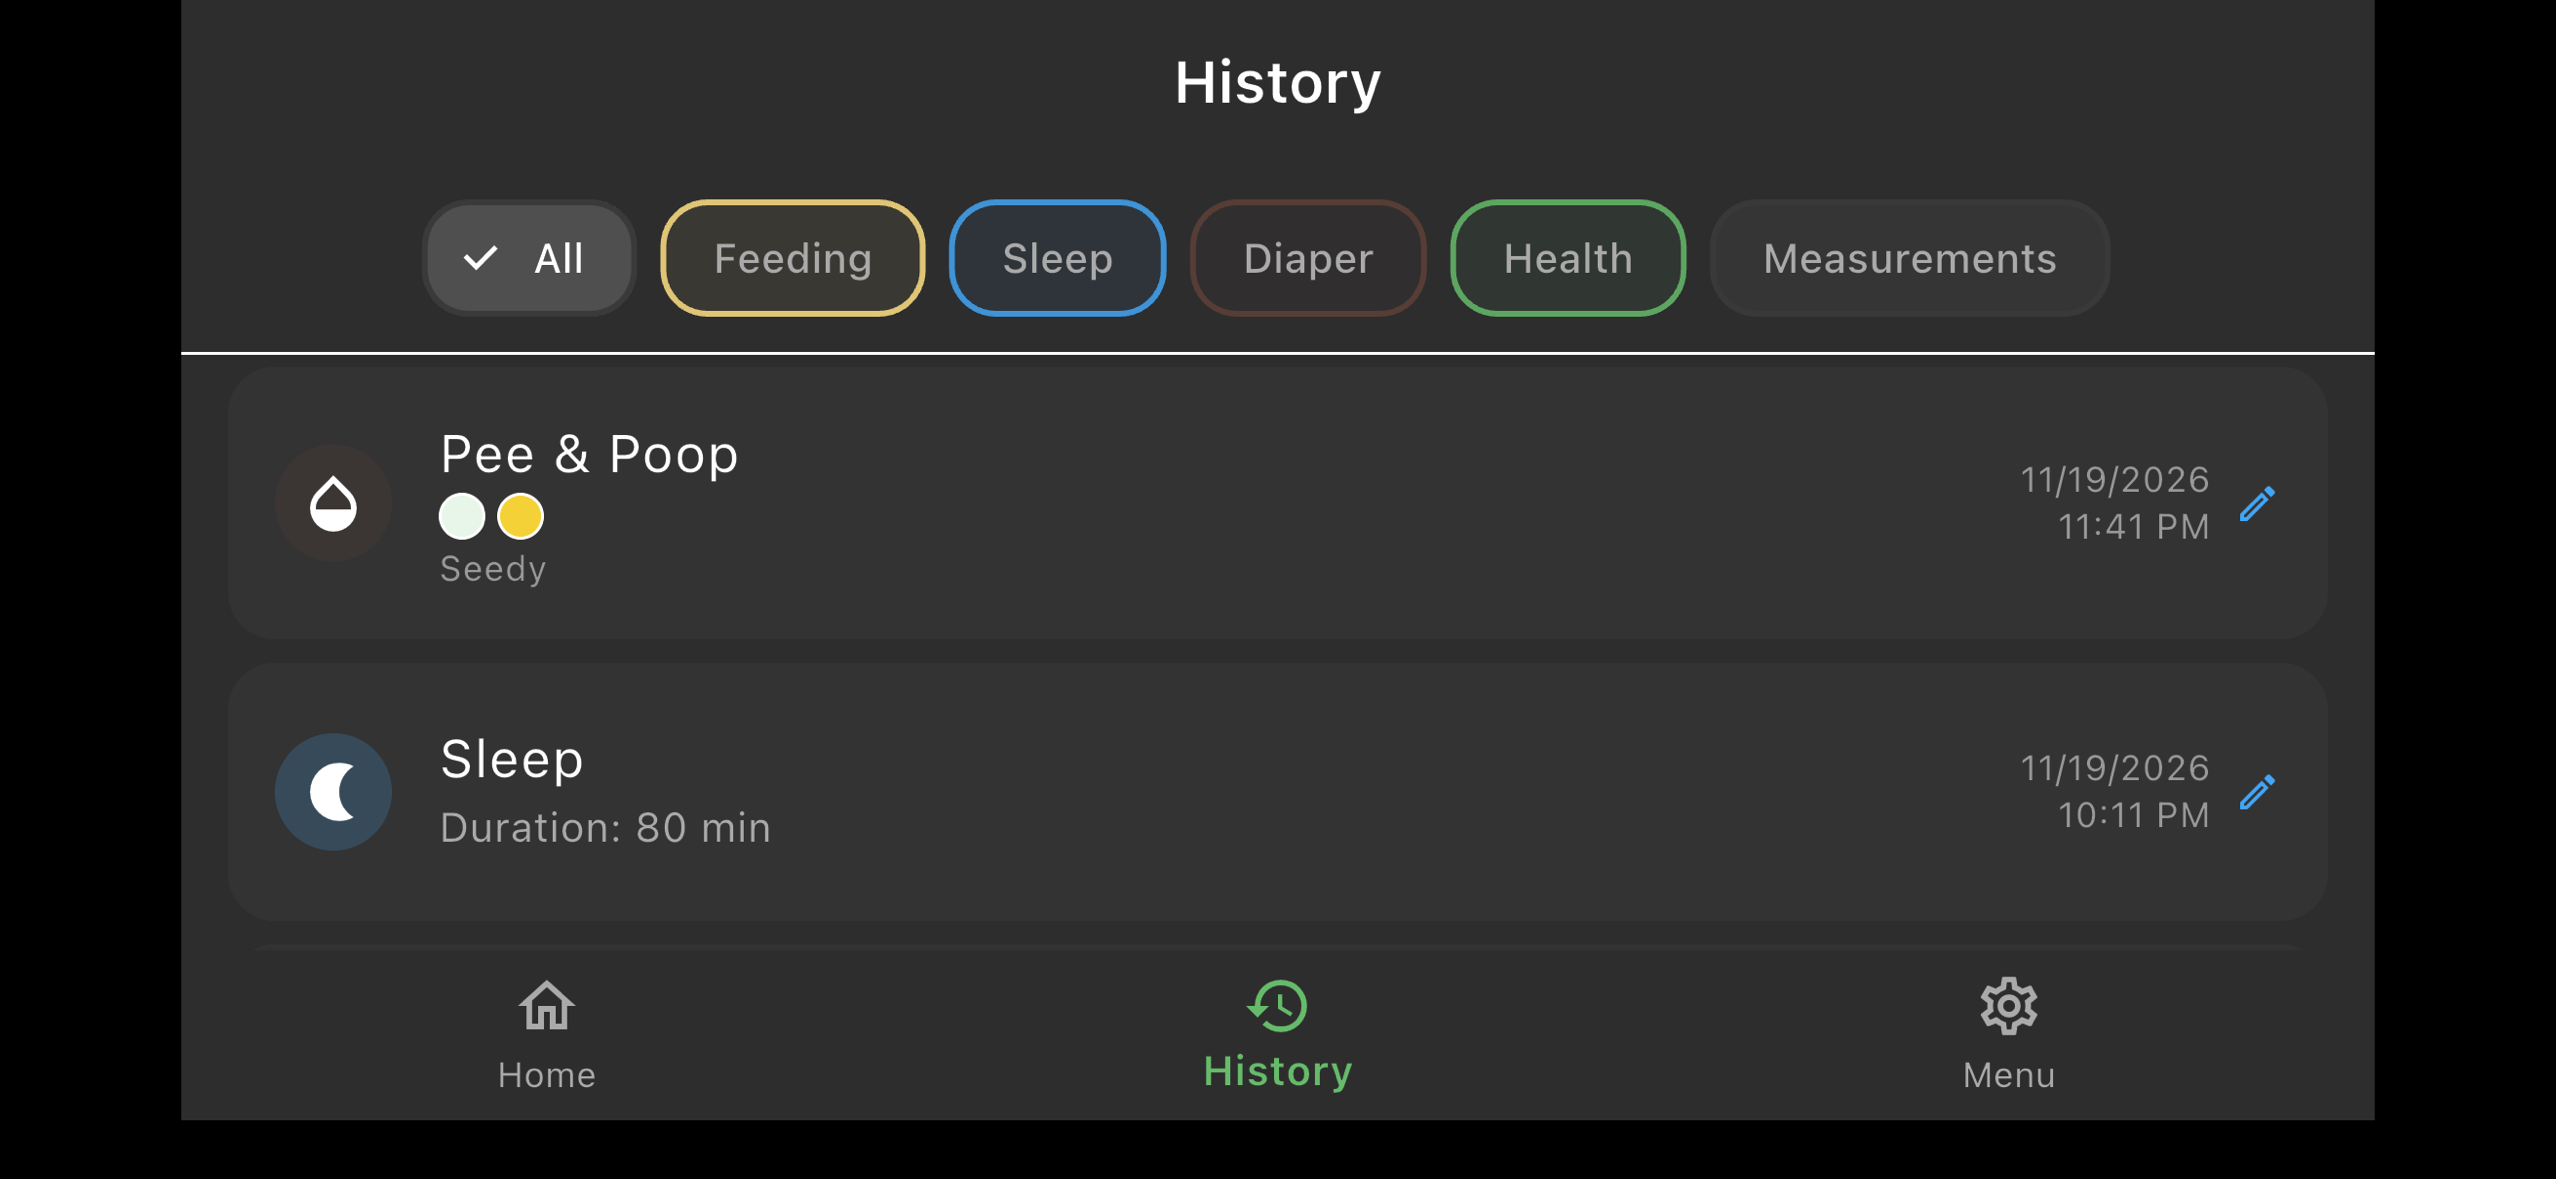 History
All
Feeding
Sleep
Diaper
Health
Measurements
Pee & Poop
Seedy
11/19/2026
11:41 PM
Sleep
Duration: 80 min
11/19/2026
10:11 PM
Home
History
Menu